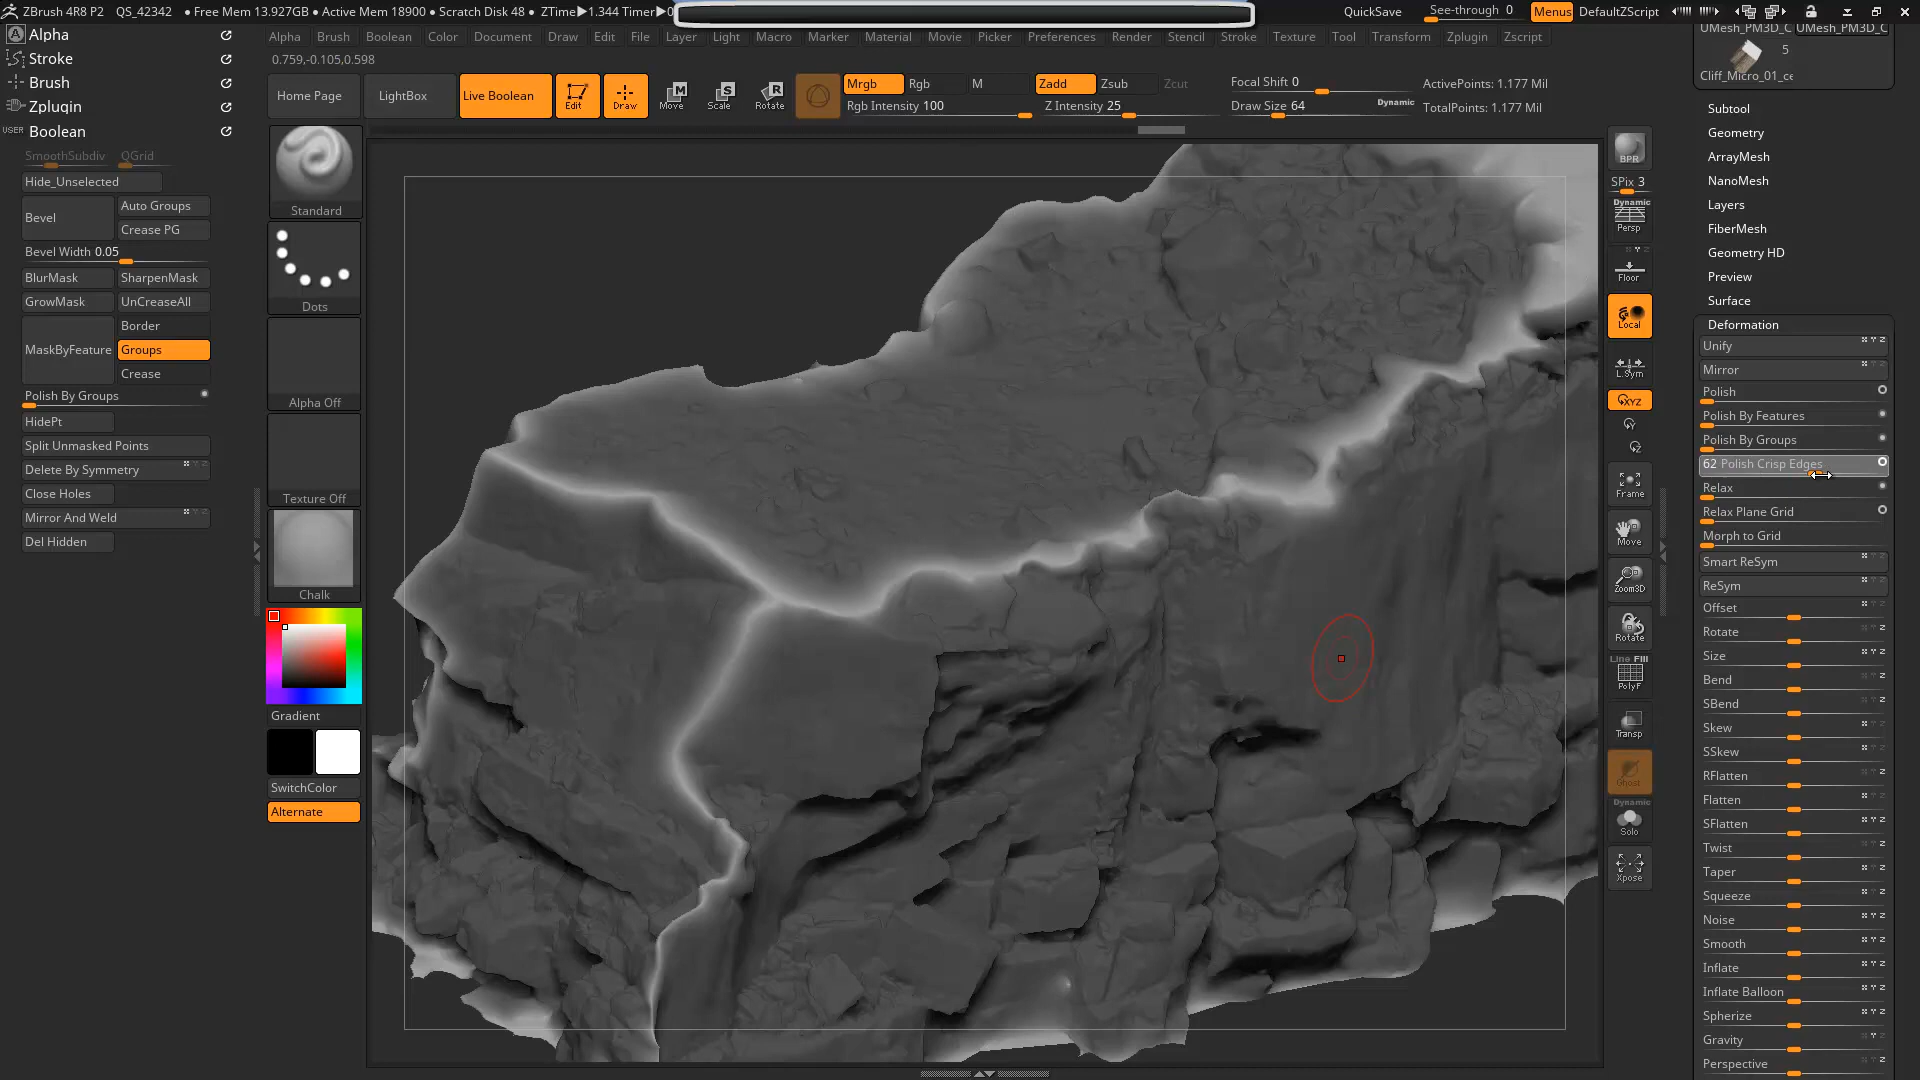 ZBrush 4R8 P2 QS_42342 ● Free Mem 13.927GB ● Active Mem 18900 ● Scratch Disk 48 ● ZTime▶1.344 Timer▶0
QuickSave See-through 0 Menus DefaultZScript
Alpha
Stroke
Brush
Zplugin
USER Boolean
SmoothSubdiv QGrid
Hide_Unselected
Bevel
Auto Groups
Crease PG
Bevel Width 0.05
BlurMask SharpenMask
GrowMask UnCreaseAll
MaskByFeature
Border
Groups
Crease
Polish By Groups
HidePt
Split Unmasked Points
Delete By Symmetry
Close Holes
Mirror And Weld
Del Hidden
Alpha Brush Boolean Color Document Draw Edit File Layer Light Macro Marker Material Movie Picker Preferences Render Stencil Stroke Texture Tool Transform Zplugin Zscript
0.759,-0.105,0.598
Home Page LightBox Live Boolean Edit Draw Move Scale Rotate
Mrgb Rgb M Zadd Zsub Zcut
Rgb Intensity 100 Z Intensity 25
Focal Shift 0
Draw Size 64 Dynamic
ActivePoints: 1.177 Mil
TotalPoints: 1.177 Mil
Standard
Dots
Alpha Off
Texture Off
Chalk
Gradient
SwitchColor
Alternate
BPR
SPix 3
Dynamic
Persp
Floor
Local
L.Sym
XYZ
Frame
Move
Zoom3D
Rotate
Line Fill
PolyF
Transp
Ghost
Dynamic
Solo
Xpose
UMesh_PM3D_C UMesh_PM3D_C
5
Cliff_Micro_01_ce
Subtool
Geometry
ArrayMesh
NanoMesh
Layers
FiberMesh
Geometry HD
Preview
Surface
Deformation
Unify
Mirror
Polish
Polish By Features
Polish By Groups
62 Polish Crisp Edges
Relax
Relax Plane Grid
Morph to Grid
Smart ReSym
ReSym
Offset
Rotate
Size
Bend
SBend
Skew
SSkew
RFlatten
Flatten
SFlatten
Twist
Taper
Squeeze
Noise
Smooth
Inflate
Inflate Balloon
Spherize
Gravity
Perspective